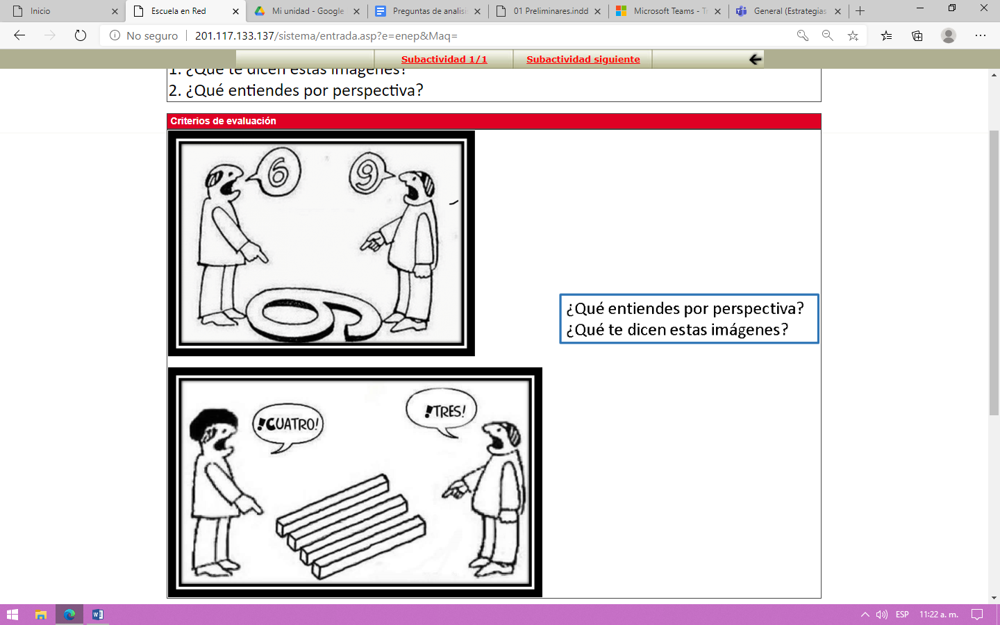 Inicio
Escuela en Red
Mi unidad - Google
Preguntas de analisi
01 Preliminares.indd
Microsoft Teams - T
General (Estrategias
No seguro
201.117.133.137/sistema/entrada.asp?e=enep&Maq=
Subactividad 1/1
Subactividad siguiente
1. ¿Qué te dicen estas imágenes?
2. ¿Qué entiendes por perspectiva?
Criterios de evaluación
6
9
6
¿Qué entiendes por perspectiva?
¿Qué te dicen estas imágenes?
!CUATRO!
!TRES!
ESP
11:22 a. m.